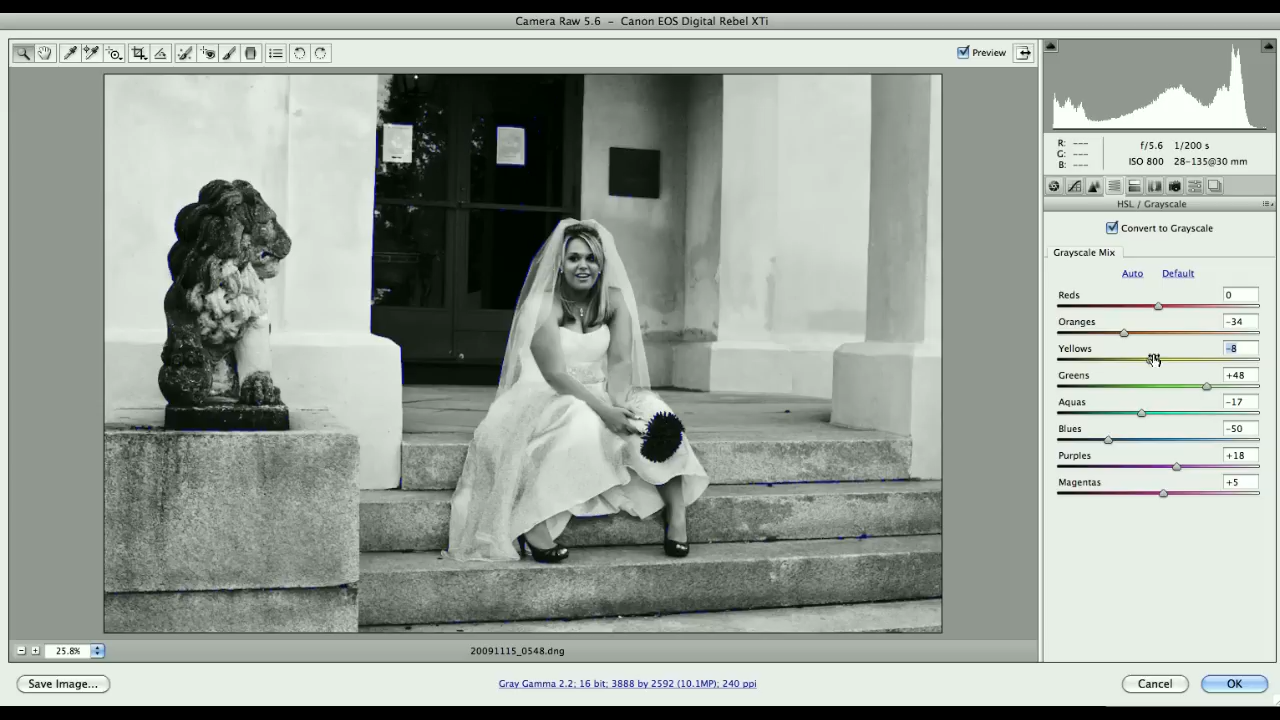 Camera Raw 5.6 - Canon EOS Digital Rebel XTi
Preview
R: ---
G: ---
B: ---
f/5.6 1/200 s
ISO 800 28-135@30 mm
HSL / Grayscale
Convert to Grayscale
Grayscale Mix
Auto Default
Reds 0
Oranges -34
Yellows -8
Greens +48
Aquas -17
Blues -50
Purples +18
Magentas +5
25.8%
20091115_0548.dng
Save Image...
Gray Gamma 2.2; 16 bit; 3888 by 2592 (10.1MP); 240 ppi
Cancel
OK